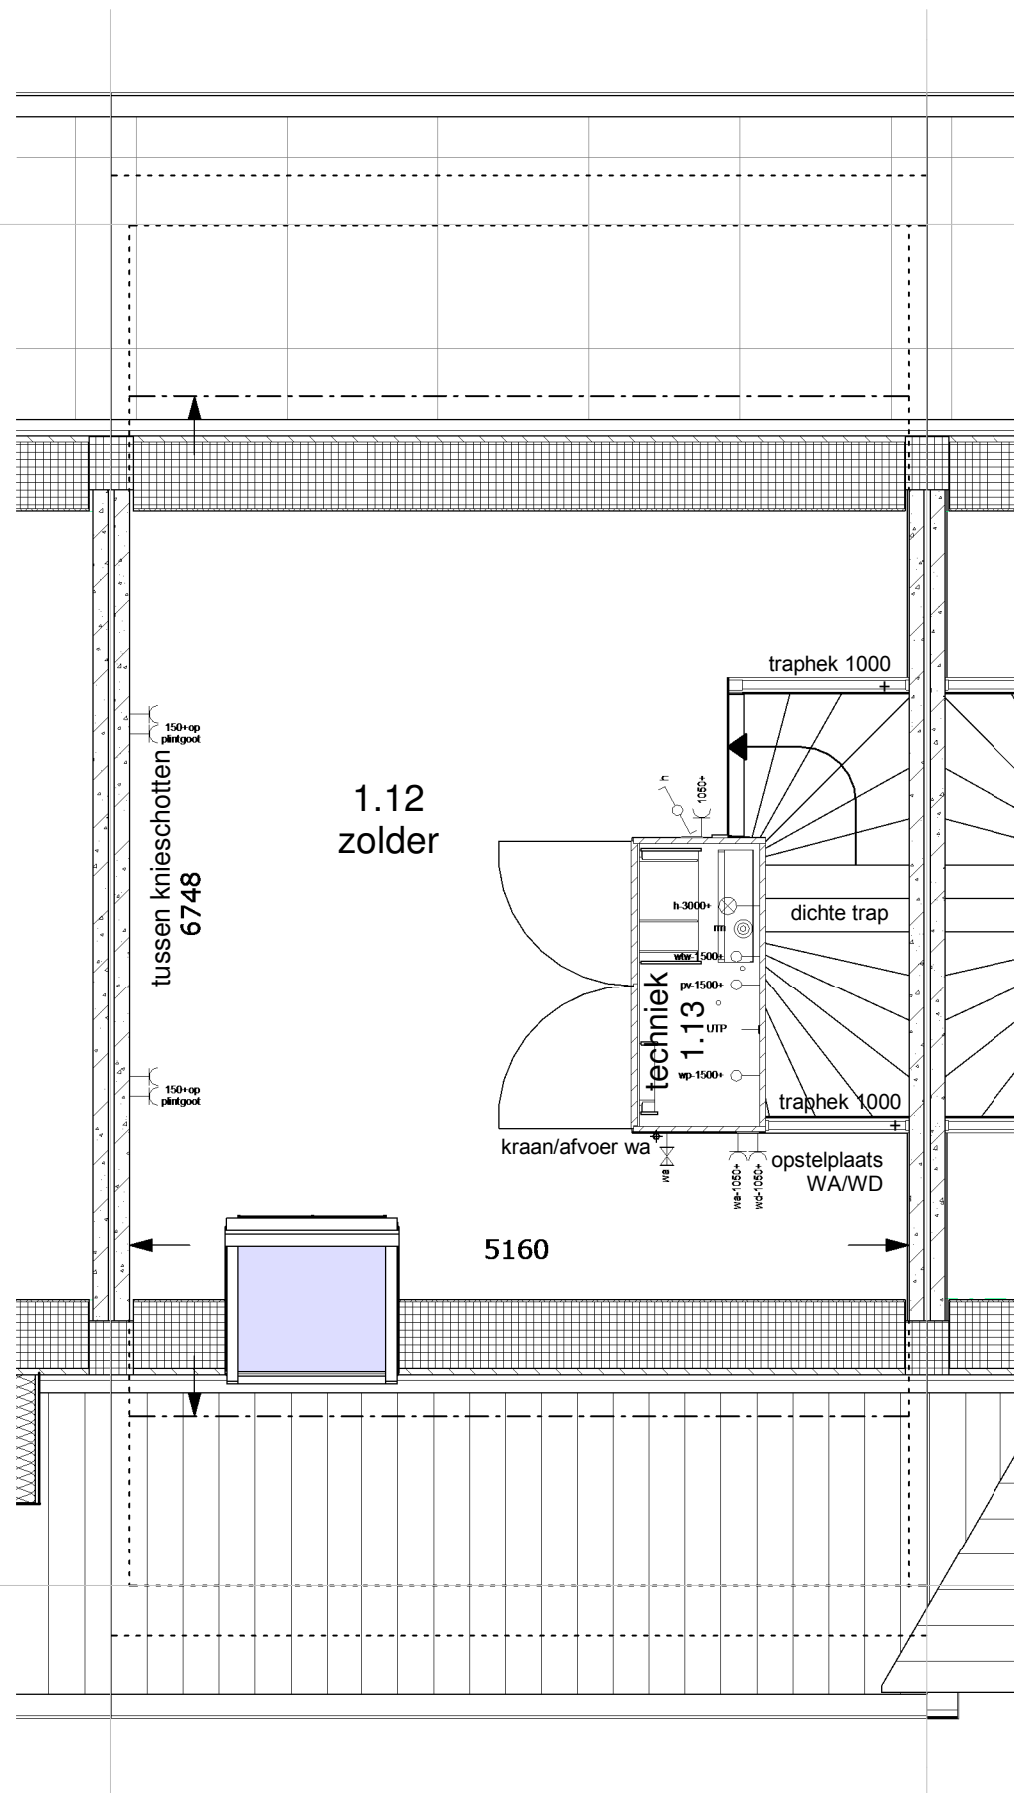 traphek 1000
150+op
plintgoot
tussen knieschotten
6748
1.12
zolder
h
1050+
h-3000+
dichte trap
rm
wtw-1500+
pv-1500+
techniek
1.13
UTP
wp-1500+
150+op
plintgoot
traphek 1000
kraan/afvoer wa
wa
wa-1050+
wd-1050+
opstelplaats
WA/WD
5160